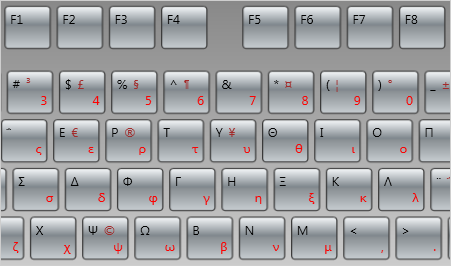 F1 F2 F3 F4 F5 F6 F7 F8
# ³ 3 $ £ 4 % § 5 ^ ¶ 6 & 7 * ¤ 8 ( ¦ 9 ) ° 0 _ ±
΅ ς Ε € ε Ρ ® ρ Τ τ Υ ¥ υ Θ θ Ι ι Ο ο Π
Σ σ Δ δ Φ φ Γ γ Η η Ξ ξ Κ κ Λ λ ¨
ζ Χ χ Ψ © ψ Ω ω Β β Ν ν Μ μ < , > .